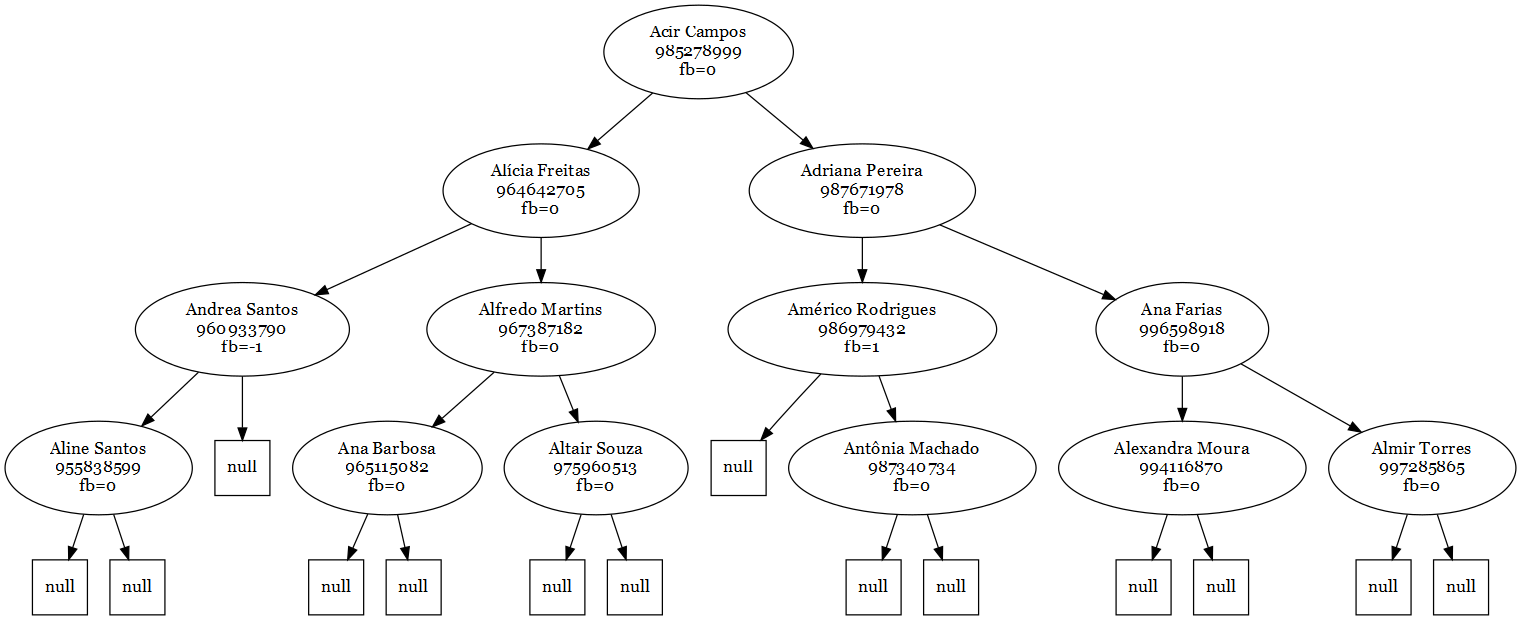 Acir Campos
985278999
fb=0
Alícia Freitas
964642705
fb=0
Adriana Pereira
987671978
fb=0
Andrea Santos
960933790
fb=-1
Alfredo Martins
967387182
fb=0
Américo Rodrigues
986979432
fb=1
Ana Farias
996598918
fb=0
Aline Santos
955838599
fb=0
null
Ana Barbosa
965115082
fb=0
Altair Souza
975960513
fb=0
null
Antônia Machado
987340734
fb=0
Alexandra Moura
994116870
fb=0
Almir Torres
997285865
fb=0
null
null
null
null
null
null
null
null
null
null
null
null